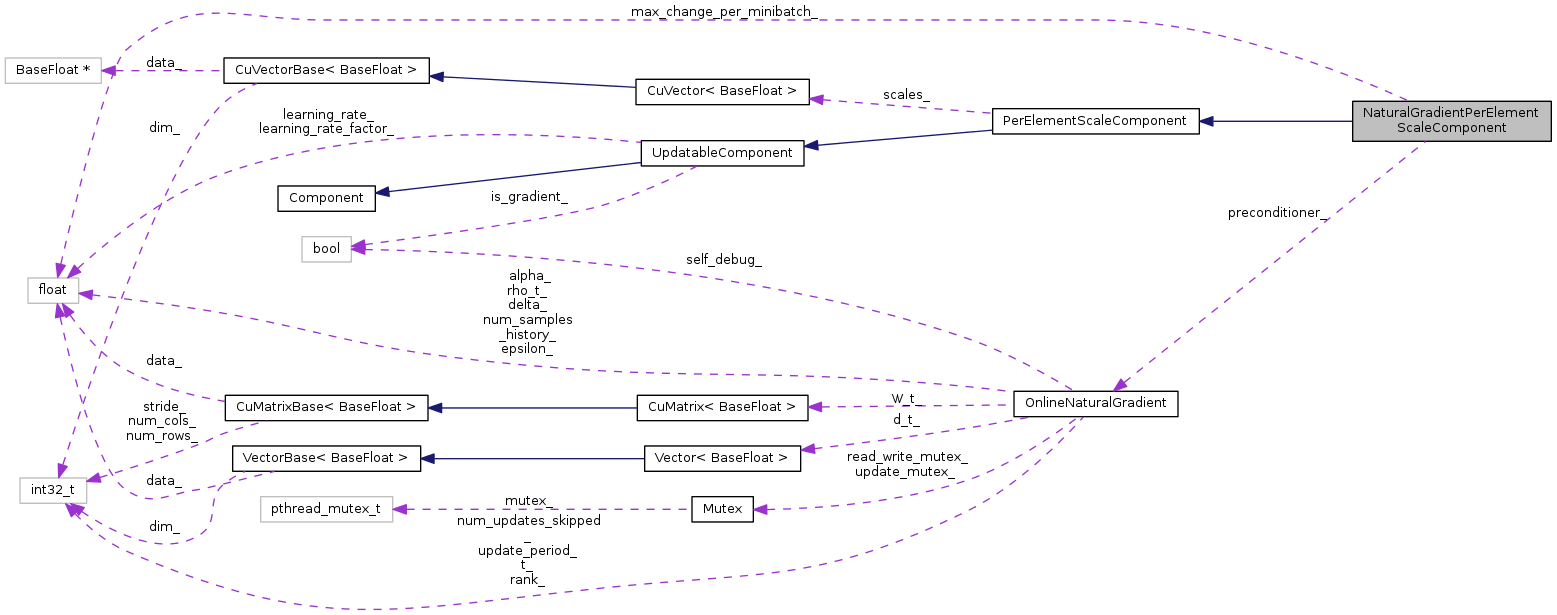 max_change_per_minibatch_
BaseFloat *
data_
CuVectorBase< BaseFloat >
CuVector< BaseFloat >
scales_
PerElementScaleComponent
NaturalGradientPerElement
ScaleComponent
dim_
learning_rate_
learning_rate_factor_
UpdatableComponent
Component
is_gradient_
preconditioner_
bool
self_debug_
float
alpha_
rho_t_
delta_
num_samples
_history_
epsilon_
data_
stride_
num_cols_
num_rows_
CuMatrixBase< BaseFloat >
CuMatrix< BaseFloat >
W_t_
OnlineNaturalGradient
d_t_
VectorBase< BaseFloat >
Vector< BaseFloat >
read_write_mutex_
update_mutex_
data_
int32_t
pthread_mutex_t
mutex_
Mutex
dim_
num_updates_skipped
_
update_period_
t_
rank_